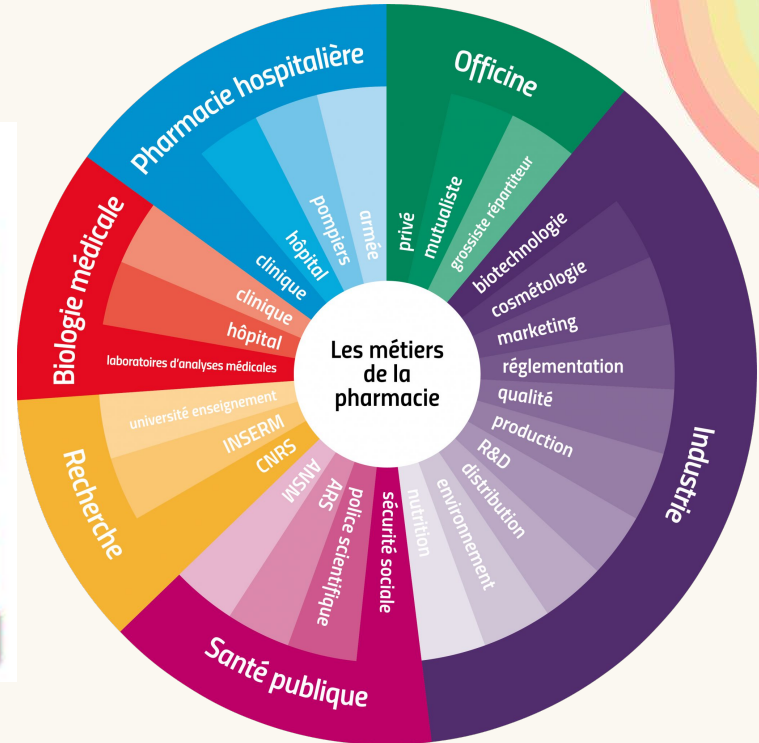 Les métiers
de la
pharmacie
Officine
privé
mutualiste
grossiste répartiteur
Industrie
biotechnologie
cosmétologie
marketing
réglementation
qualité
production
R&D
distribution
environnement
nutrition
Santé publique
sécurité sociale
police scientifique
ARS
ANSM
Recherche
CNRS
INSERM
université enseignement
Biologie médicale
laboratoires d'analyses médicales
hôpital
clinique
Pharmacie hospitalière
clinique
hôpital
pompiers
armée